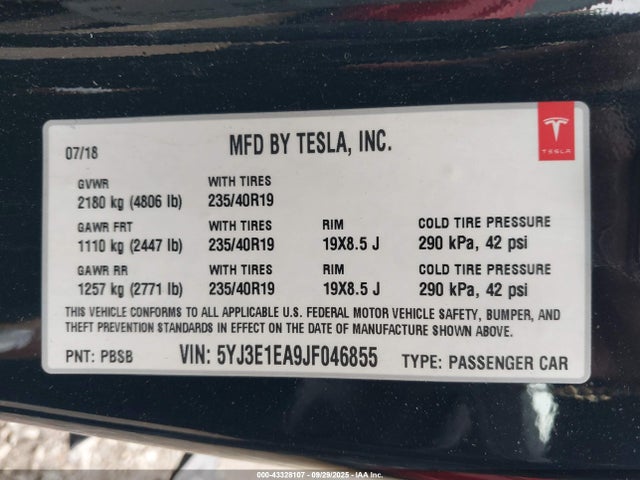 07/18 MFD BY TESLA, INC.
TESLA
GVWR WITH TIRES
2180 kg (4806 lb) 235/40R19
GAWR FRT WITH TIRES RIM COLD TIRE PRESSURE
1110 kg (2447 lb) 235/40R19 19X8.5 J 290 kPa, 42 psi
GAWR RR WITH TIRES RIM COLD TIRE PRESSURE
1257 kg (2771 lb) 235/40R19 19X8.5 J 290 kPa, 42 psi
THIS VEHICLE CONFORMS TO ALL APPLICABLE U.S. FEDERAL MOTOR VEHICLE SAFETY, BUMPER, AND
THEFT PREVENTION STANDARDS IN EFFECT ON THE DATE OF MANUFACTURE SHOWN ABOVE.
PNT: PBSB VIN: 5YJ3E1EA9JF046855 TYPE: PASSENGER CAR
000-43328107 - 09/29/2025 - IAA Inc.